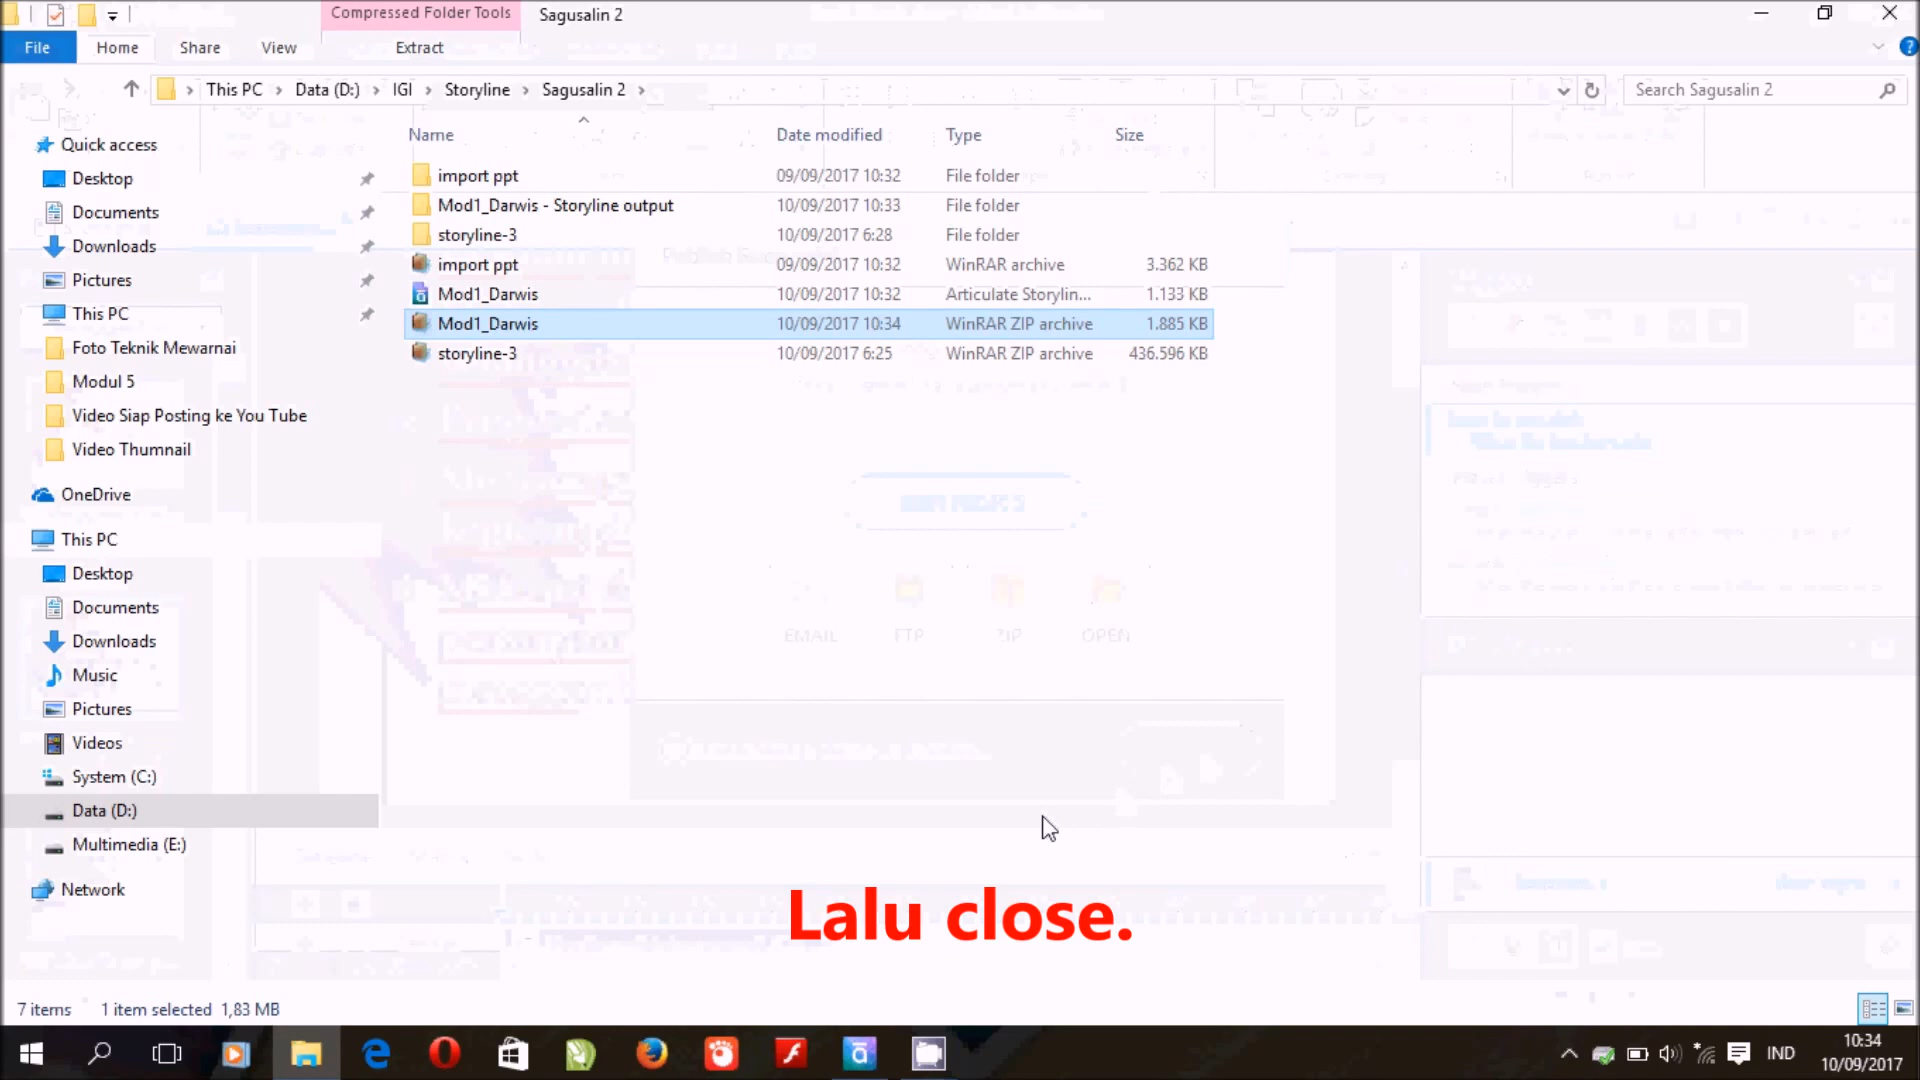 Compressed Folder Tools
Sagusalin 2
File
Home
Share
View
Extract
This PC
Data (D:)
IGI
Storyline
Sagusalin 2
Search Sagusalin 2
Name
Date modified
Type
Size
import ppt 09/09/2017 10:32 File folder
Mod1_Darwis - Storyline output 10/09/2017 10:33 File folder
storyline-3 10/09/2017 6:28 File folder
import ppt 09/09/2017 10:32 WinRAR archive 3.362 KB
Mod1_Darwis 10/09/2017 10:32 Articulate Storylin... 1.133 KB
Mod1_Darwis 10/09/2017 10:34 WinRAR ZIP archive 1.885 KB
storyline-3 10/09/2017 6:25 WinRAR ZIP archive 436.596 KB
Quick access
Desktop
Documents
Downloads
Pictures
This PC
Foto Teknik Mewarnai
Modul 5
Video Siap Posting ke You Tube
Video Thumnail
OneDrive
This PC
Desktop
Documents
Downloads
Music
Pictures
Videos
System (C:)
Data (D:)
Multimedia (E:)
Network
EMAIL
FTP
ZIP
OPEN
Lalu close.
7 items
1 item selected 1,83 MB
IND
10:34
10/09/2017